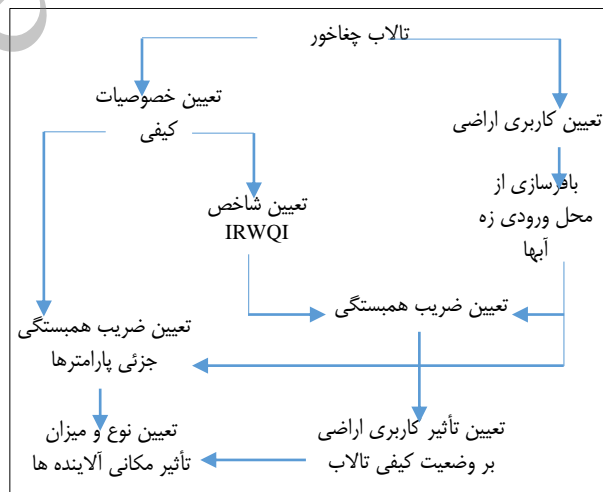 تالاب چغاخور
تعیین خصوصیات
کیفی
تعیین کاربری اراضی
بافرسازی از
محل ورودی زه
آبها
تعیین شاخص
IRWQI
تعیین ضریب همبستگی
تعیین ضریب همبستگی
جزئی پارامترها
تعیین تأثیر کاربری اراضی
بر وضعیت کیفی تالاب
تعیین نوع و میزان
تأثیر مکانی آلاینده ها